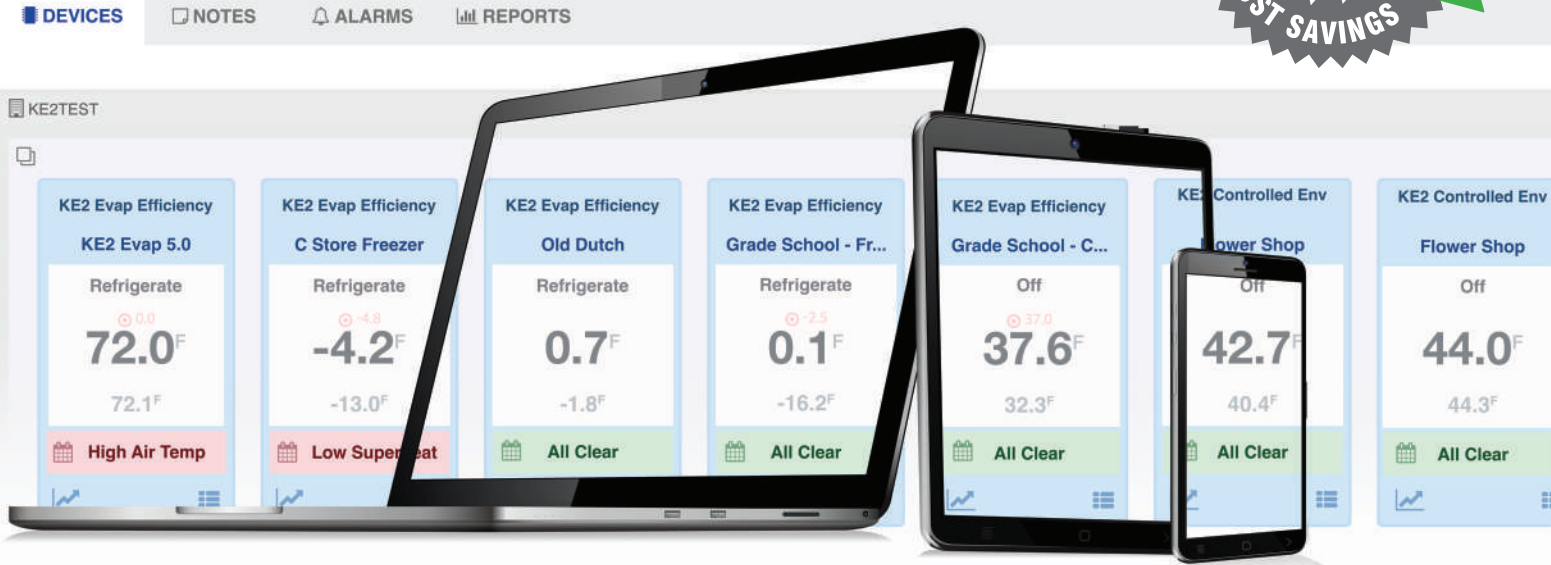 DEVICES
NOTES
ALARMS
REPORTS
SAVINGS
KE2TEST
KE2 Evap Efficiency
KE2 Evap 5.0
Refrigerate
0.0
72.0F
72.1F
High Air Temp
KE2 Evap Efficiency
C Store Freezer
Refrigerate
-4.8
-4.2F
-13.0F
Low Super eat
KE2 Evap Efficiency
Old Dutch
Refrigerate
0.7F
-1.8F
All Clear
KE2 Evap Efficiency
Grade School - Fr...
Refrigerate
-2.5
0.1F
-16.2F
All Clear
KE2 Evap Efficiency
Grade School - C...
Off
37.0
37.6F
32.3F
All Clear
KE2 Controlled Env
ower Shop
Off
42.7F
40.4F
All Clear
KE2 Controlled Env
Flower Shop
Off
44.0F
44.3F
All Clear